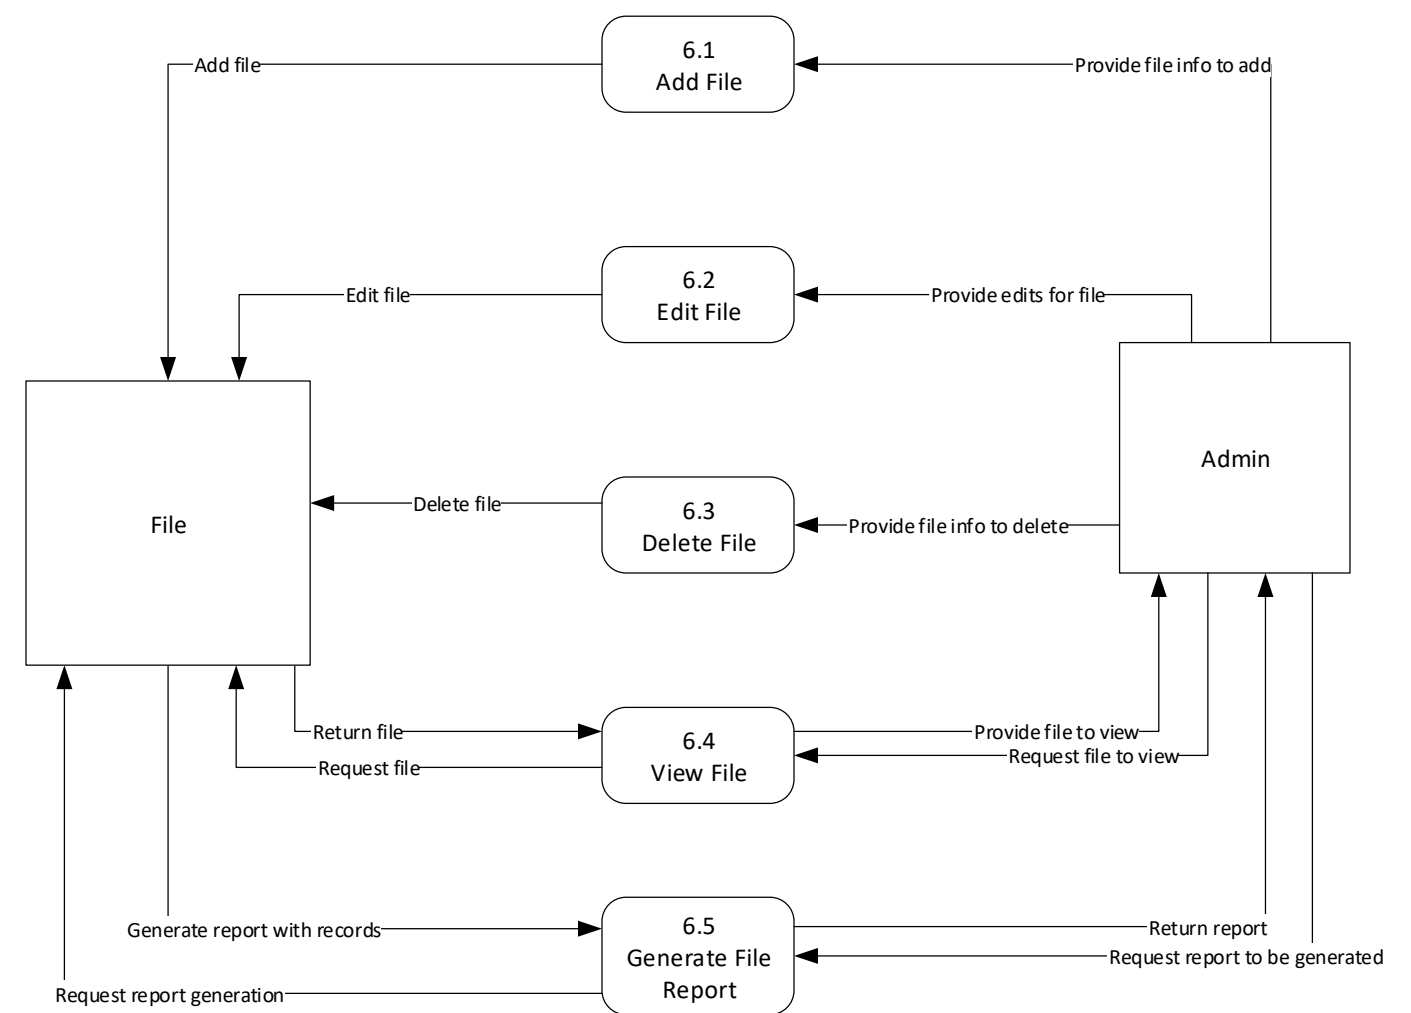 6.1
Add File
Add file
Provide file info to add
6.2
Edit File
Edit file
Provide edits for file
File
Admin
6.3
Delete File
Delete file
Provide file info to delete
6.4
View File
Return file
Request file
Provide file to view
Request file to view
6.5
Generate File
Report
Generate report with records
Request report generation
Return report
Request report to be generated